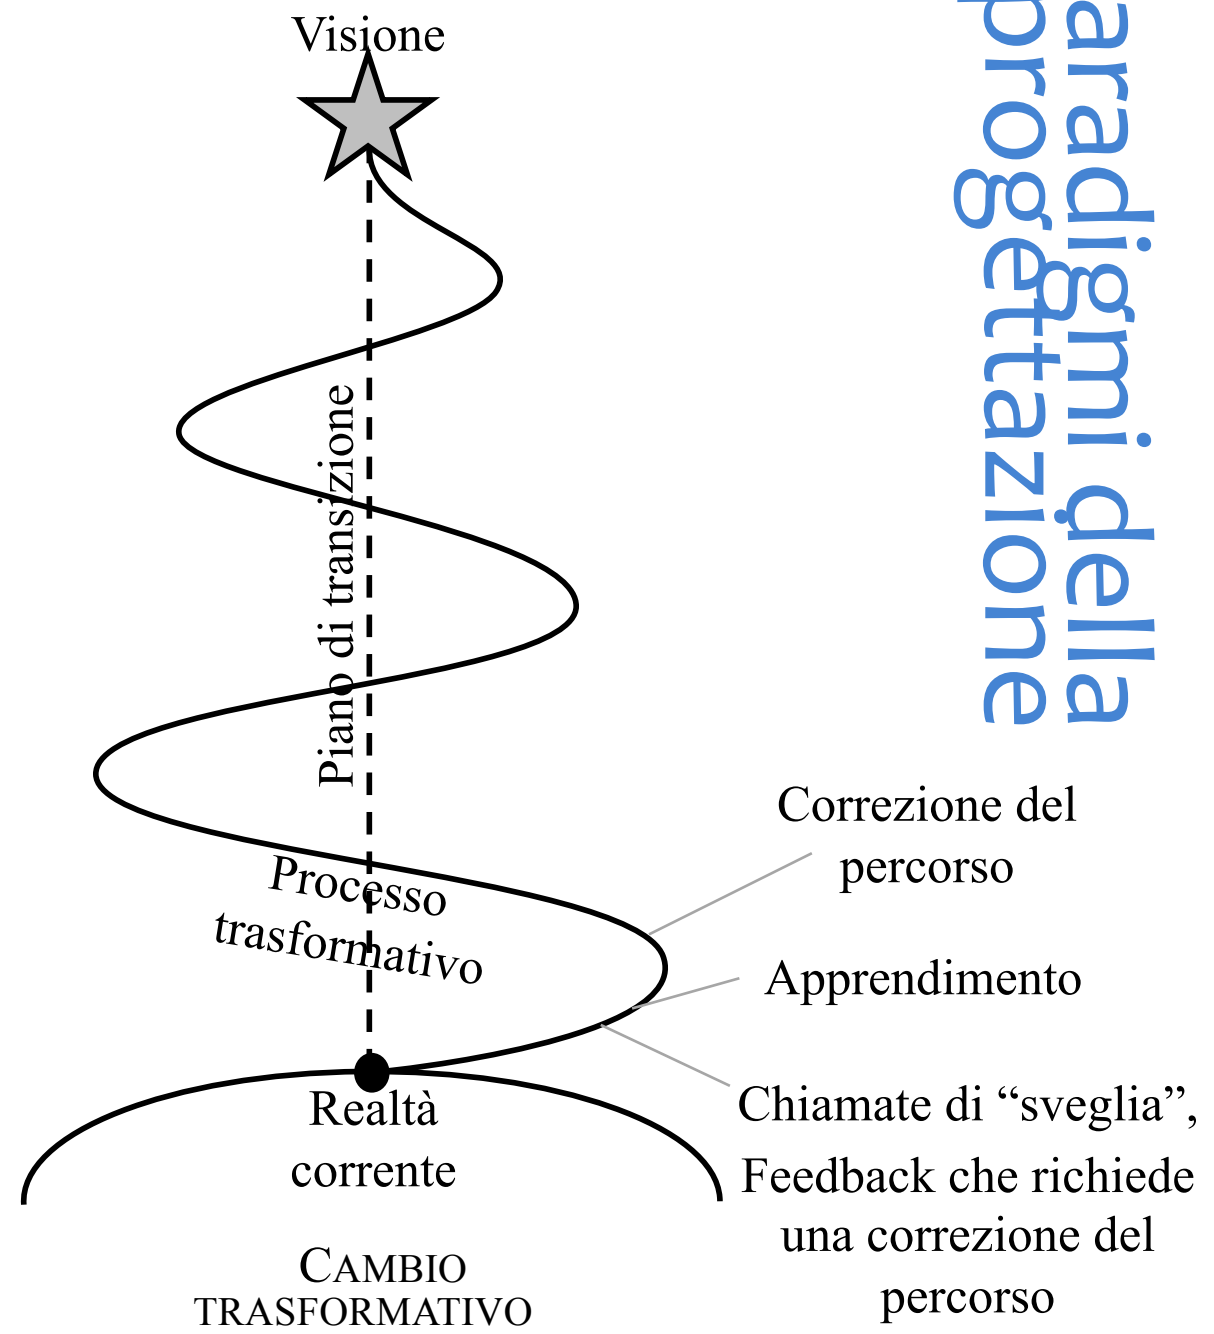 Visione
aradigmi della
progettazione
Piano di transizione
Correzione del
percorso
Processo
trasformativo
Apprendimento
Realtà
corrente
Chiamate di “sveglia”,
Feedback che richiede
una correzione del
percorso
CAMBIO
TRASFORMATIVO